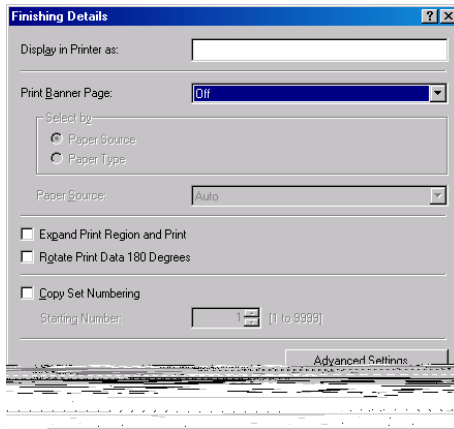 Finishing Details
Display in Printer as:
Print Banner Page: Off
Select by
Paper Source
Paper Type
Paper Source: Auto
Expand Print Region and Print
Rotate Print Data 180 Degrees
Copy Set Numbering
Starting Number: 1 [1 to 9999]
Advanced Settings